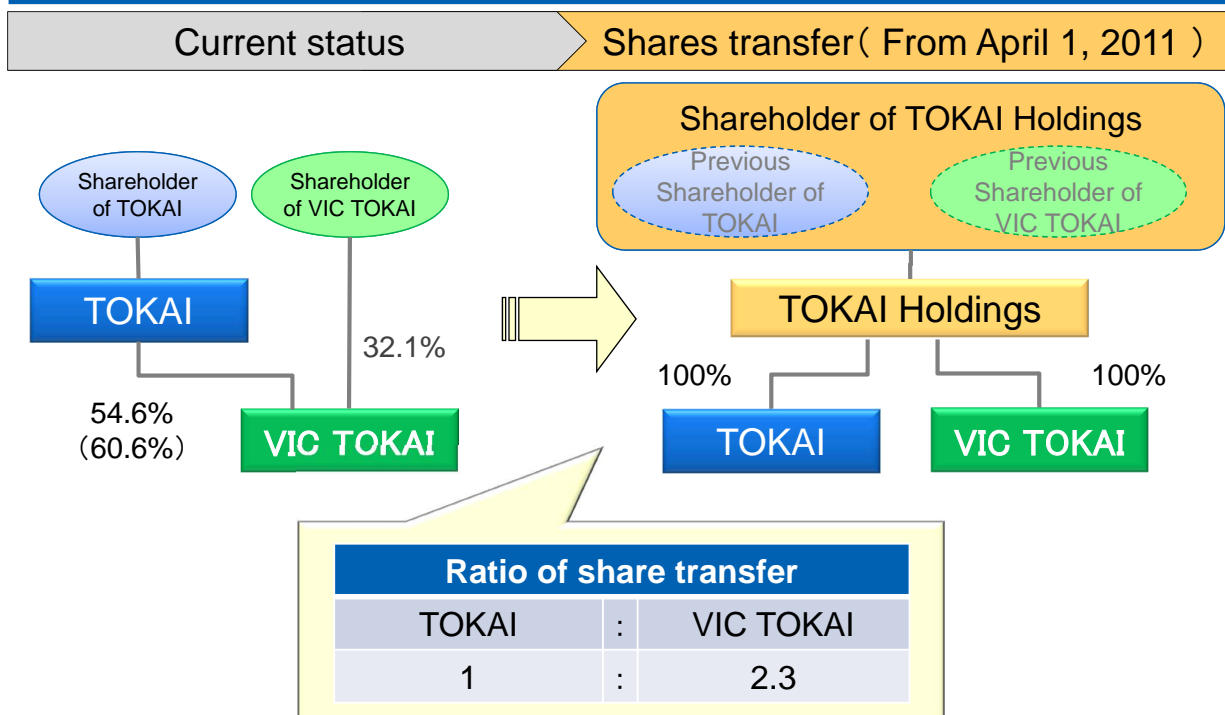 Current status
Shares transfer( From April 1, 2011 )
Shareholder
of TOKAI
Shareholder
of VIC TOKAI
TOKAI
32.1%
54.6%
(60.6%)
VIC TOKAI
Shareholder of TOKAI Holdings
Previous
Shareholder of
TOKAI
Previous
Shareholder of
VIC TOKAI
TOKAI Holdings
100%
100%
TOKAI
VIC TOKAI
Ratio of share transfer
TOKAI : VIC TOKAI
1 : 2.3